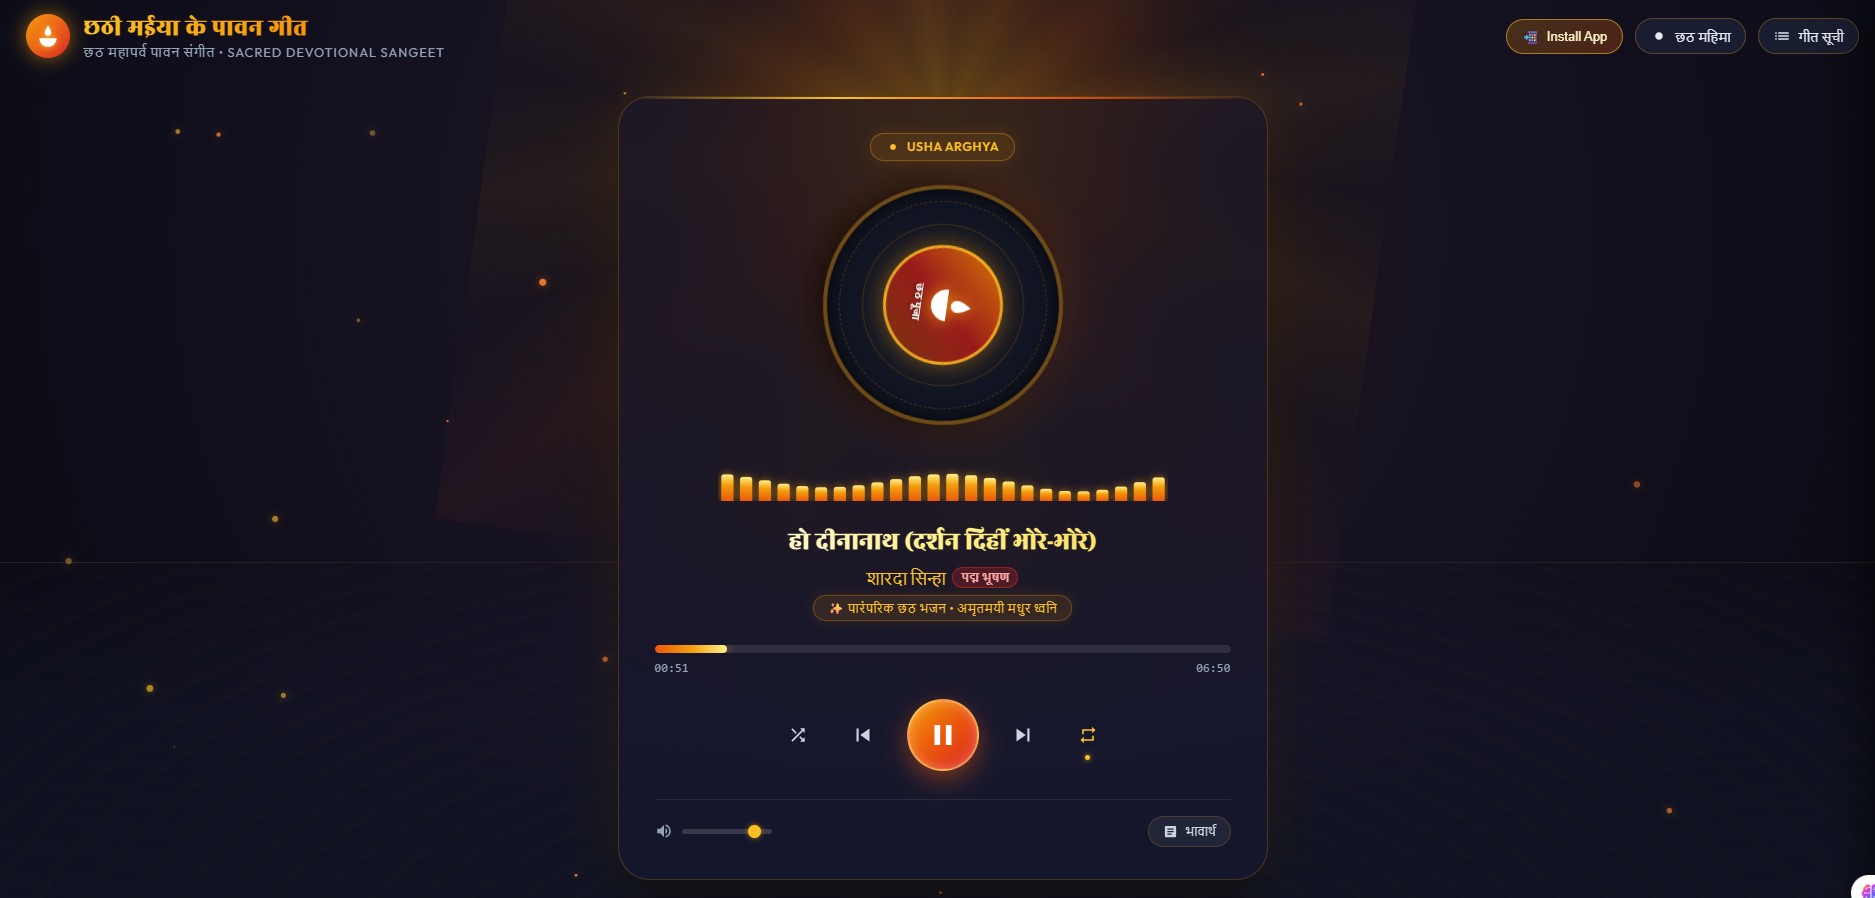 छठी मईया के पावन गीत
छठ महापर्व पावन संगीत • SACRED DEVOTIONAL SANGEET
Install App
छठ महिमा
गीत सूची
USHA ARGHYA
छठ पूजा
हो दीनानाथ (दर्शन दिहीं भोरे-भोरे)
शारदा सिन्हा पद्म भूषण
✨ पारंपरिक छठ भजन • अमृतमयी मधुर ध्वनि
00:51
06:50
भावार्थ